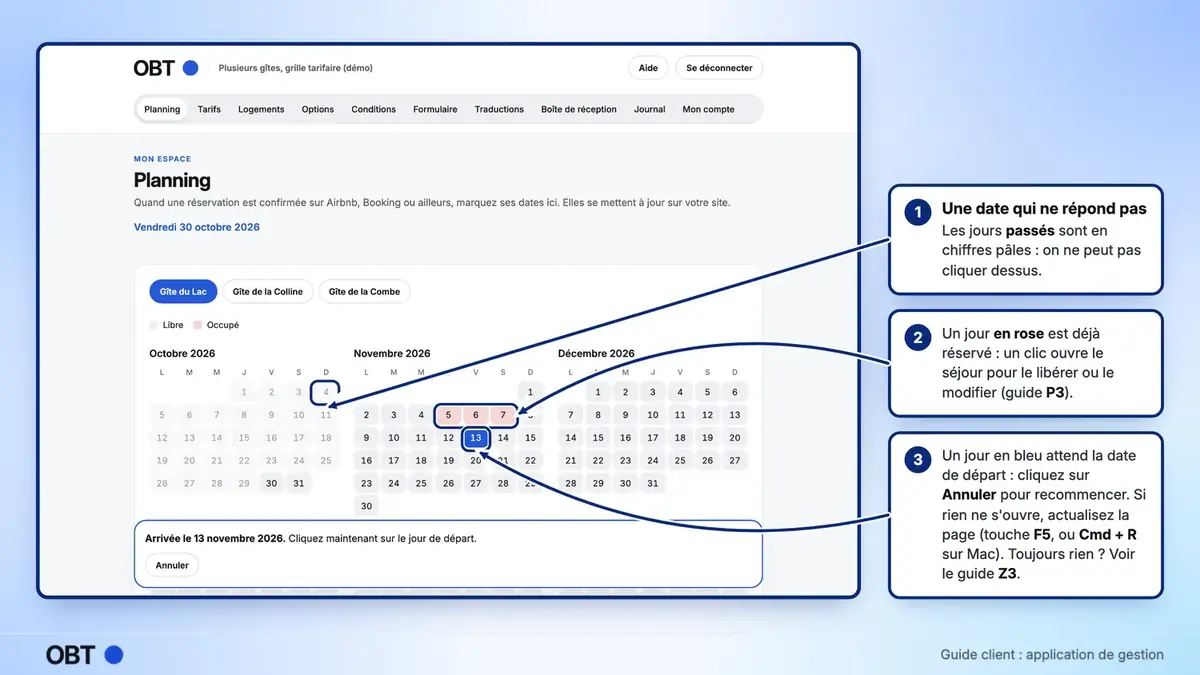 OBT
Plusieurs gîtes, grille tarifaire (démo)
Aide
Se déconnecter
Planning
Tarifs
Logements
Options
Conditions
Formulaire
Traductions
Boîte de réception
Journal
Mon compte
MON ESPACE
Planning
Quand une réservation est confirmée sur Airbnb, Booking ou ailleurs, marquez ses dates ici. Elles se mettent à jour sur votre site.
Vendredi 30 octobre 2026
Gîte du Lac
Gîte de la Colline
Gîte de la Combe
Libre
Occupé
Octobre 2026
L M M J V S D
1 2 3 4
5 6 7 8 9 10 11
12 13 14 15 16 17 18
19 20 21 22 23 24 25
26 27 28 29 30 31
Novembre 2026
L M M V S D
1
2 3 4 5 6 7
9 10 11 12 13 14 15
16 17 18 19 20 21 22
23 24 25 26 27 28 29
30
Décembre 2026
L M J V S D
1 2 3 4 5 6
7 8 9 10 11 12 13
14 15 16 17 18 19 20
21 22 23 24 25 26 27
28 29 30 31
Arrivée le 13 novembre 2026. Cliquez maintenant sur le jour de départ.
Annuler
1
Une date qui ne répond pas
Les jours passés sont en
chiffres pâles : on ne peut pas
cliquer dessus.
2
Un jour en rose est déjà
réservé : un clic ouvre le
séjour pour le libérer ou le
modifier (guide P3).
3
Un jour en bleu attend la date
de départ : cliquez sur
Annuler pour recommencer. Si
rien ne s'ouvre, actualisez la
page (touche F5, ou Cmd + R
sur Mac). Toujours rien ? Voir
le guide Z3.
OBT
Guide client : application de gestion